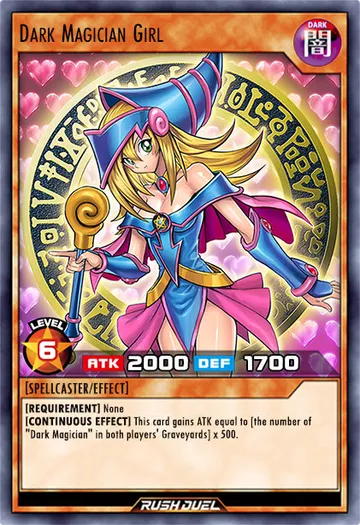 DARK MAGICIAN GIRL
DARK
闇
LEVEL
6
ATK 2000 DEF 1700
[SPELLCASTER/EFFECT]
[REQUIREMENT] None
[CONTINUOUS EFFECT] This card gains ATK equal to [the number of
"Dark Magician" in both players' Graveyards] x 500.
RUSH DUEL